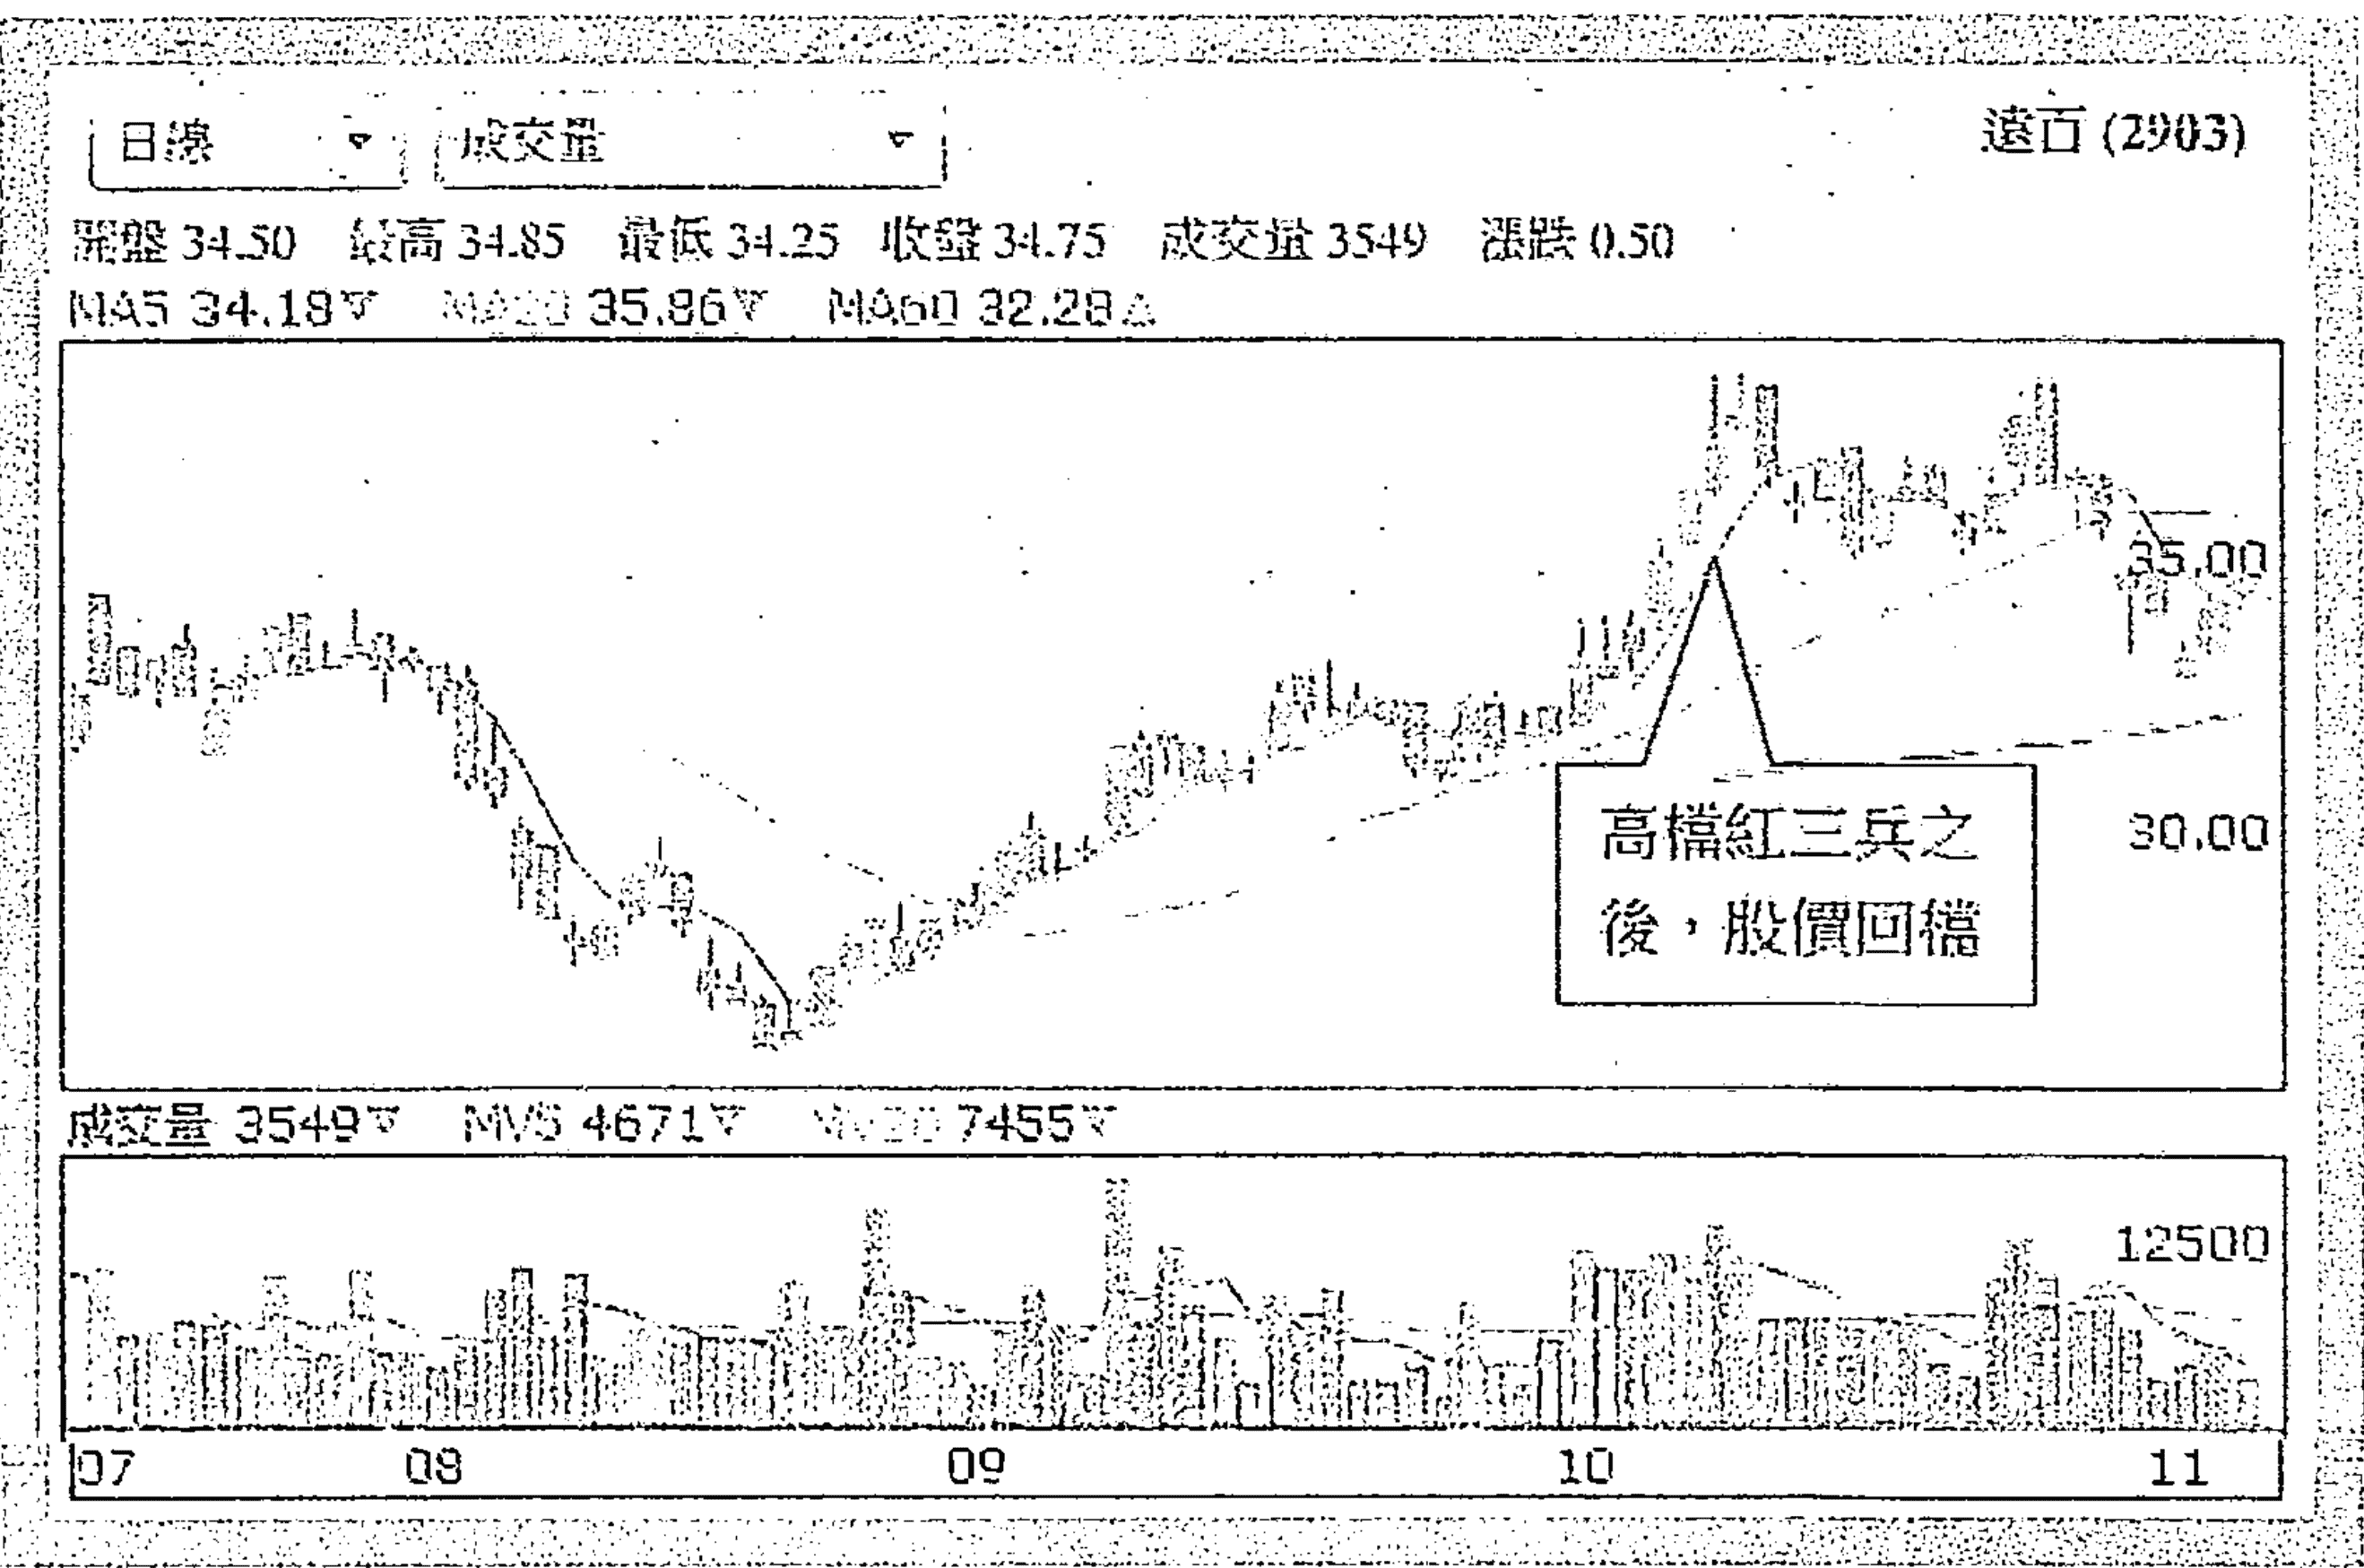 日線 成交量 遠百 (2903)
開盤 34.50 最高 34.85 最低 34.25 收盤 34.75 成交量 3549 漲跌 0.50
MA5 34.18▽ MA20 35.86▽ MA60 32.28△
35.00
高檔紅三兵之
後，股價回檔
30.00
成交量 3549▽ MV5 4671▽ MV20 7455▽
12500
07 08 09 10 11